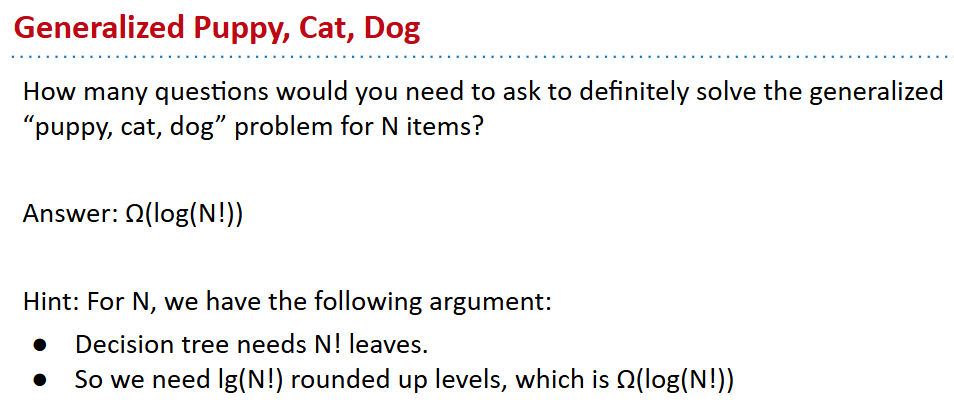 Generalized Puppy, Cat, Dog
How many questions would you need to ask to definitely solve the generalized
“puppy, cat, dog” problem for N items?
Answer: Ω(log(N!))
Hint: For N, we have the following argument:
● Decision tree needs N! leaves.
● So we need lg(N!) rounded up levels, which is Ω(log(N!))